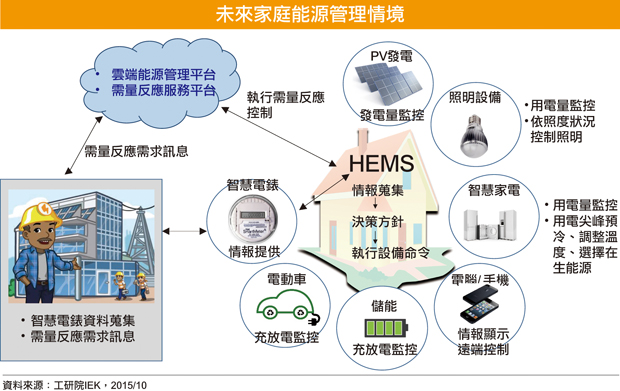 未來家庭能源管理情境
• 雲端能源管理平台
• 需量反應服務平台
執行需量反應
控制
需量反應需求訊息
PV發電
發電量監控
照明設備
• 用電量監控
• 依照度狀況
控制照明
HEMS
情報蒐集
決策方針
執行設備命令
智慧電錶
情報提供
智慧家電
• 用電量監控
• 用電尖峰預
冷、調整溫
度、選擇在
生能源
電動車
充放電監控
儲能
充放電監控
電腦/手機
情報顯示
遠端控制
• 智慧電錶資料蒐集
• 需量反應需求訊息
資料來源：工研院IEK，2015/10